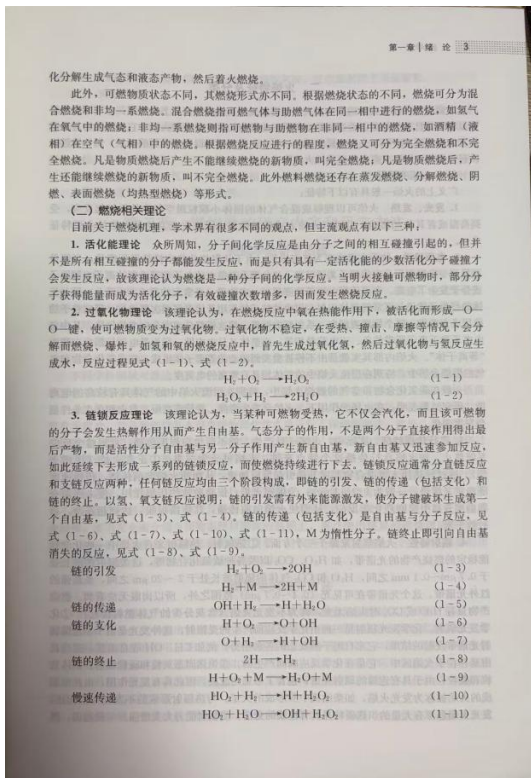 第一章 绪 论 3
化分解生成气态和液态产物，然后着火燃烧。
此外，可燃物质状态不同，其燃烧形式亦不同。根据燃烧状态的不同，燃烧可分为混
合燃烧和非均一系燃烧。混合燃烧指可燃气体与助燃气体在同一相中进行的燃烧，如氢气
在氧气中的燃烧；非均一系燃烧则指可燃物与助燃物在非同一相中的燃烧，如酒精（液
相）在空气（气相）中的燃烧。根据燃烧反应进行的程度，燃烧又可分为完全燃烧和不完
全燃烧。凡是物质燃烧后产生不能继续燃烧的新物质，叫完全燃烧；凡是物质燃烧后，产
生还能继续燃烧的新物质，叫不完全燃烧。此外燃料燃烧还存在蒸发燃烧、分解燃烧、阴
燃、表面燃烧（均热型燃烧）等形式。
（二）燃烧相关理论
目前关于燃烧机理，学术界有很多不同的观点，但主流观点有以下三种：
1. 活化能理论 众所周知，分子间化学反应是由分子之间的相互碰撞引起的，但并
不是所有相互碰撞的分子都能发生反应，而是只有具有一定活化能的少数活化分子碰撞才
会发生反应，故该理论认为燃烧是一种分子间的化学反应。当明火接触可燃物时，部分分
子获得能量而成为活化分子，有效碰撞次数增多，因而发生燃烧反应。
2. 过氧化物理论 该理论认为，在燃烧反应中氧在热能作用下，被活化而形成—O—
O—键，使可燃物质变为过氧化物。过氧化物不稳定，在受热、撞击、摩擦等情况下会分
解而燃烧、爆炸。如氢和氧的燃烧反应中，首先生成过氧化氢，然后过氧化物与氢反应生
成水，反应过程见式（1-1）、式（1-2）。
H₂+O₂→H₂O₂ (1-1)
H₂O₂+H₂→2H₂O (1-2)
3. 链锁反应理论 该理论认为，当某种可燃物受热，它不仅会汽化，而且该可燃物
的分子会发生热解作用从而产生自由基。气态分子的作用，不是两个分子直接作用得出最
后产物，而是活性分子自由基与另一分子作用产生新自由基，新自由基又迅速参加反应，
如此延续下去形成一系列的链锁反应，而使燃烧持续进行下去。链锁反应通常分直链反应
和支链反应两种，任何链反应均由三个阶段构成，即链的引发、链的传递（包括支化）和
链的终止。以氢、氧支链反应说明：链的引发需有外来能源激发，使分子键破坏生成第一
个自由基，见式（1-3）、式（1-4）。链的传递（包括支化）是自由基与分子反应，见
式（1-6）、式（1-7）、式（1-10）、式（1-11），M为惰性分子。链终止即引向自由基
消失的反应，见式（1-8）、式（1-9）。
链的引发 H₂+O₂→2OH (1-3)
H₂+M→2H+M (1-4)
链的传递 OH+H₂→H+H₂O (1-5)
链的支化 H+O₂→O+OH (1-6)
O+H₂→H+OH (1-7)
链的终止 2H→H₂ (1-8)
H+O₂+M→H₂O+M (1-9)
慢速传递 HO₂+H₂→H+H₂O₂ (1-10)
HO₂+H₂O→OH+H₂O₂ (1-11)